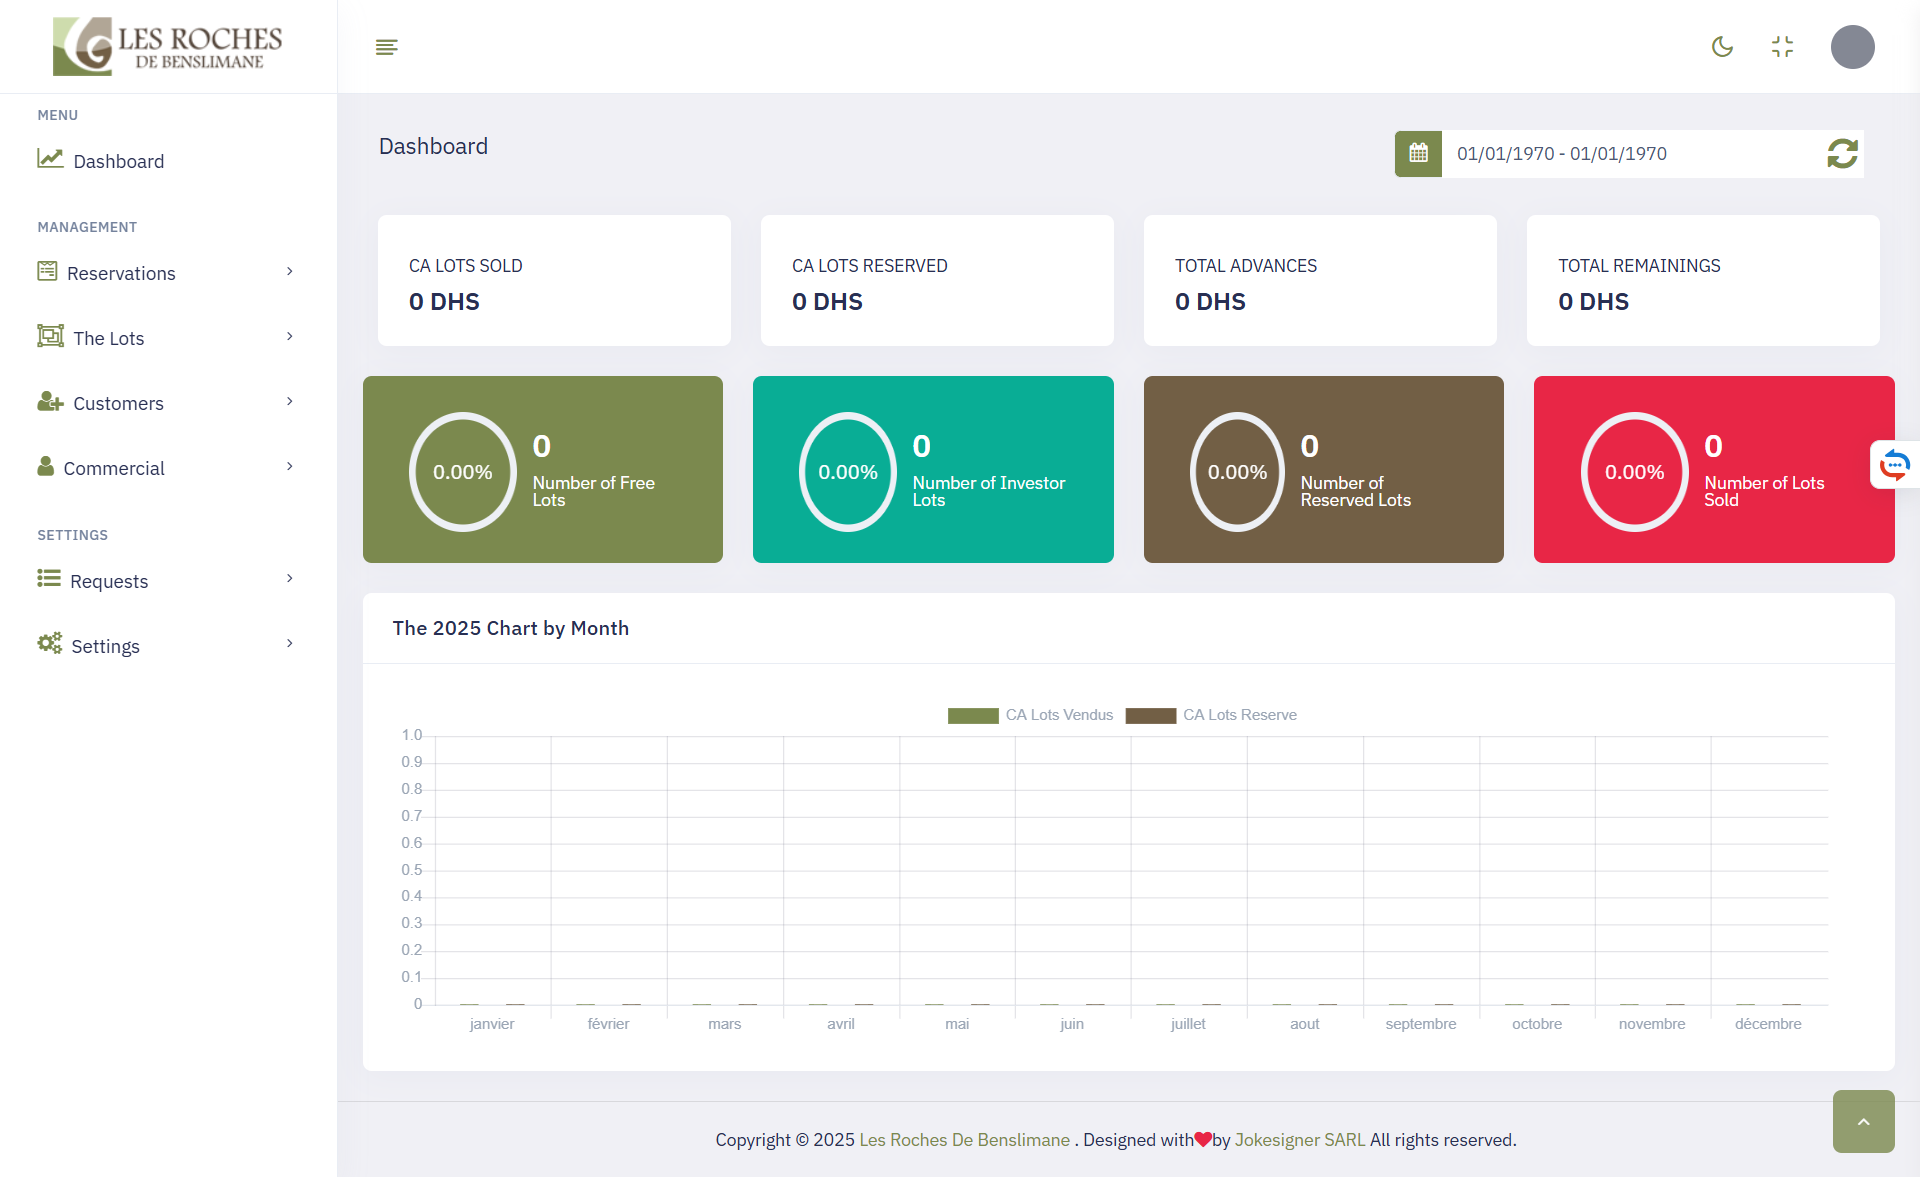 LES ROCHES
DE BENSLIMANE
MENU
Dashboard
MANAGEMENT
Reservations
The Lots
Customers
Commercial
SETTINGS
Requests
Settings
Dashboard
01/01/1970 - 01/01/1970
CA LOTS SOLD
0 DHS
CA LOTS RESERVED
0 DHS
TOTAL ADVANCES
0 DHS
TOTAL REMAININGS
0 DHS
0.00%
0
Number of Free
Lots
0.00%
0
Number of Investor
Lots
0.00%
0
Number of
Reserved Lots
0.00%
0
Number of Lots
Sold
The 2025 Chart by Month
CA Lots Vendus
CA Lots Reserve
1.0
0.9
0.8
0.7
0.6
0.5
0.4
0.3
0.2
0.1
0
janvier
février
mars
avril
mai
juin
juillet
aout
septembre
octobre
novembre
décembre
Copyright © 2025 Les Roches De Benslimane . Designed with❤by Jokesigner SARL All rights reserved.